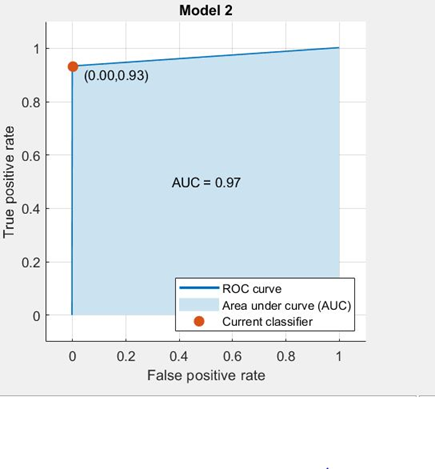 Model 2
1
(0.00,0.93)
0.8
0.6
AUC = 0.97
0.4
0.2
ROC curve
Area under curve (AUC)
Current classifier
0
0 0.2 0.4 0.6 0.8 1
False positive rate
True positive rate